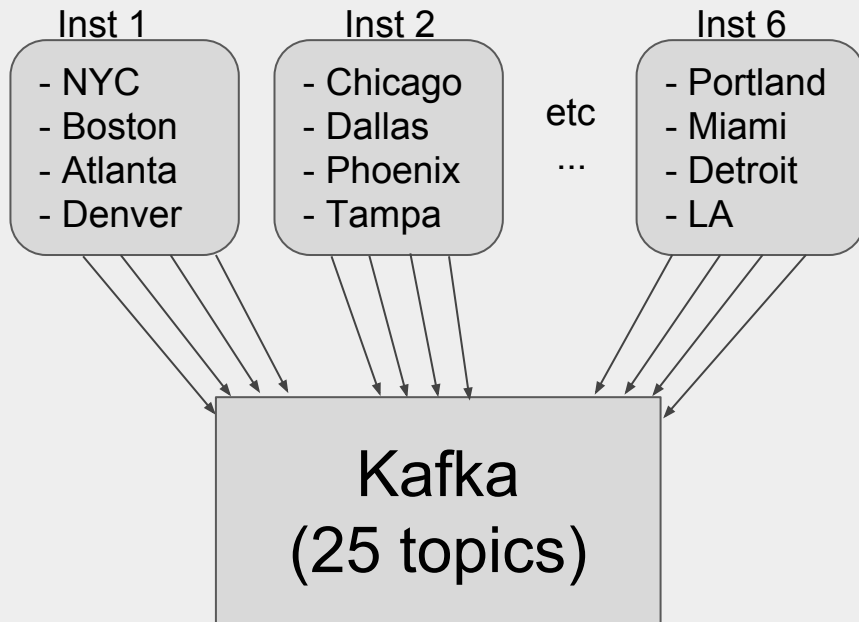 Inst 1
- NYC
- Boston
- Atlanta
- Denver
Inst 2
- Chicago
- Dallas
- Phoenix
- Tampa
etc
...
Inst 6
- Portland
- Miami
- Detroit
- LA
Kafka
(25 topics)